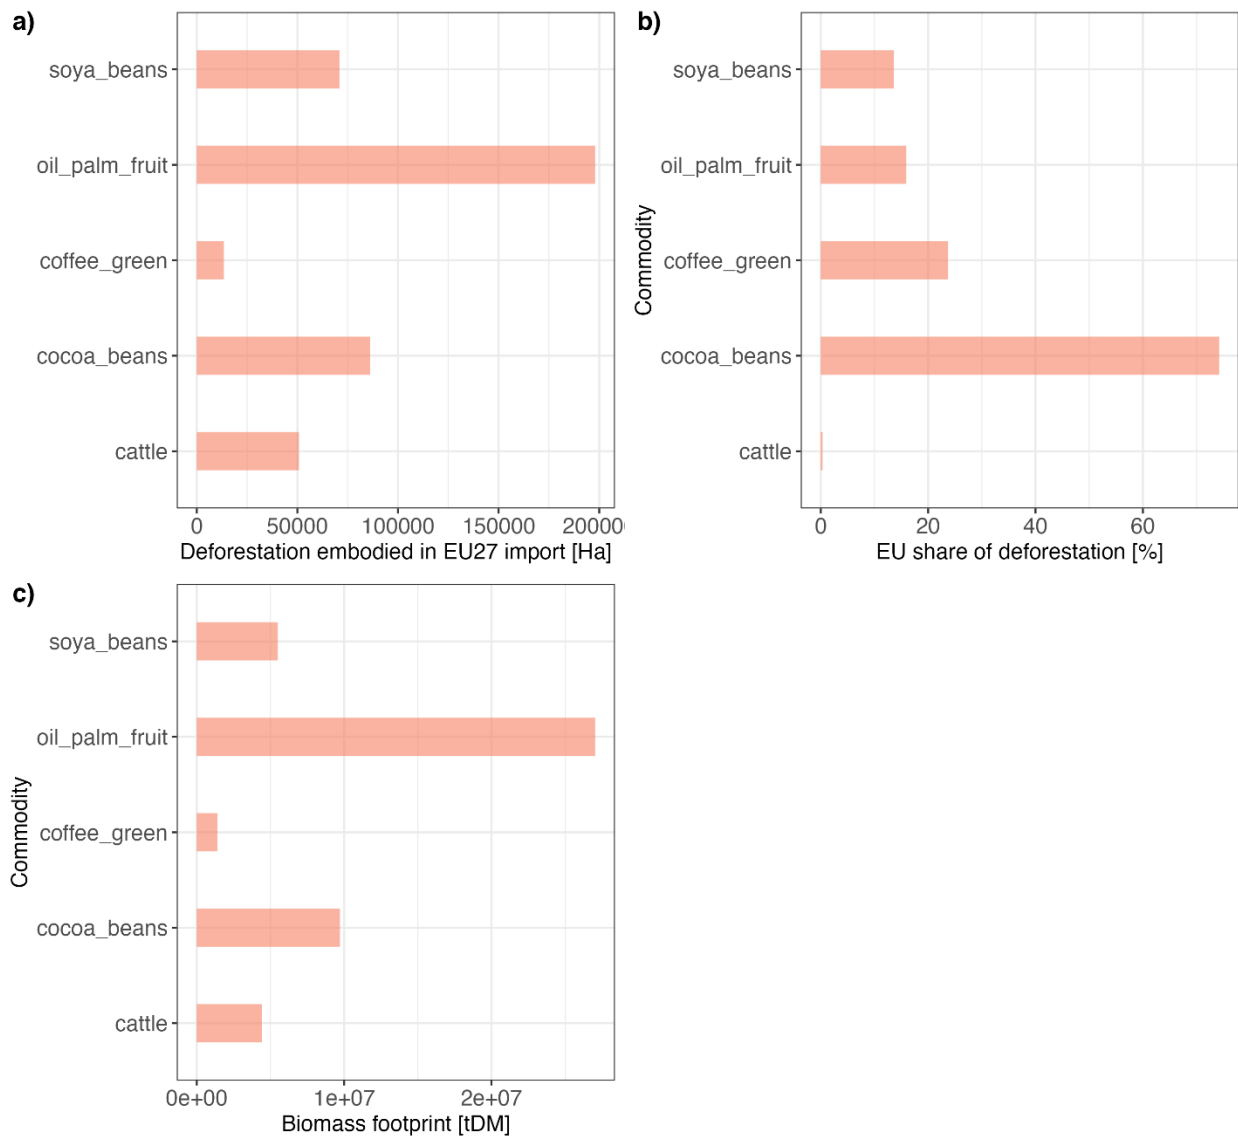 a)
soya_beans
oil_palm_fruit
coffee_green
cocoa_beans
cattle
0 50000 100000 150000 20000
Deforestation embodied in EU27 import [Ha]
b)
Commodity
soya_beans
oil_palm_fruit
coffee_green
cocoa_beans
cattle
0 20 40 60
EU share of deforestation [%]
c)
Commodity
soya_beans
oil_palm_fruit
coffee_green
cocoa_beans
cattle
0e+00 1e+07 2e+07
Biomass footprint [tDM]